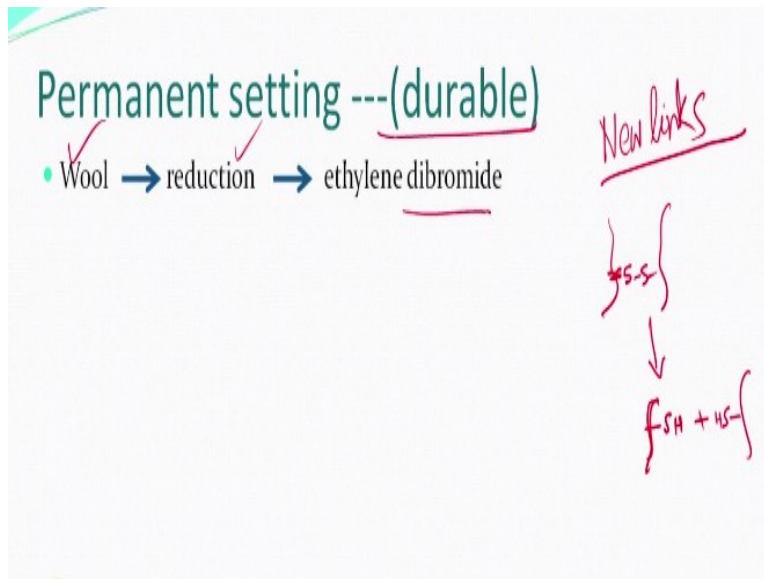 Permanent setting ---(durable)
New links
• Wool → reduction → ethylene dibromide
S-S
SH + HS